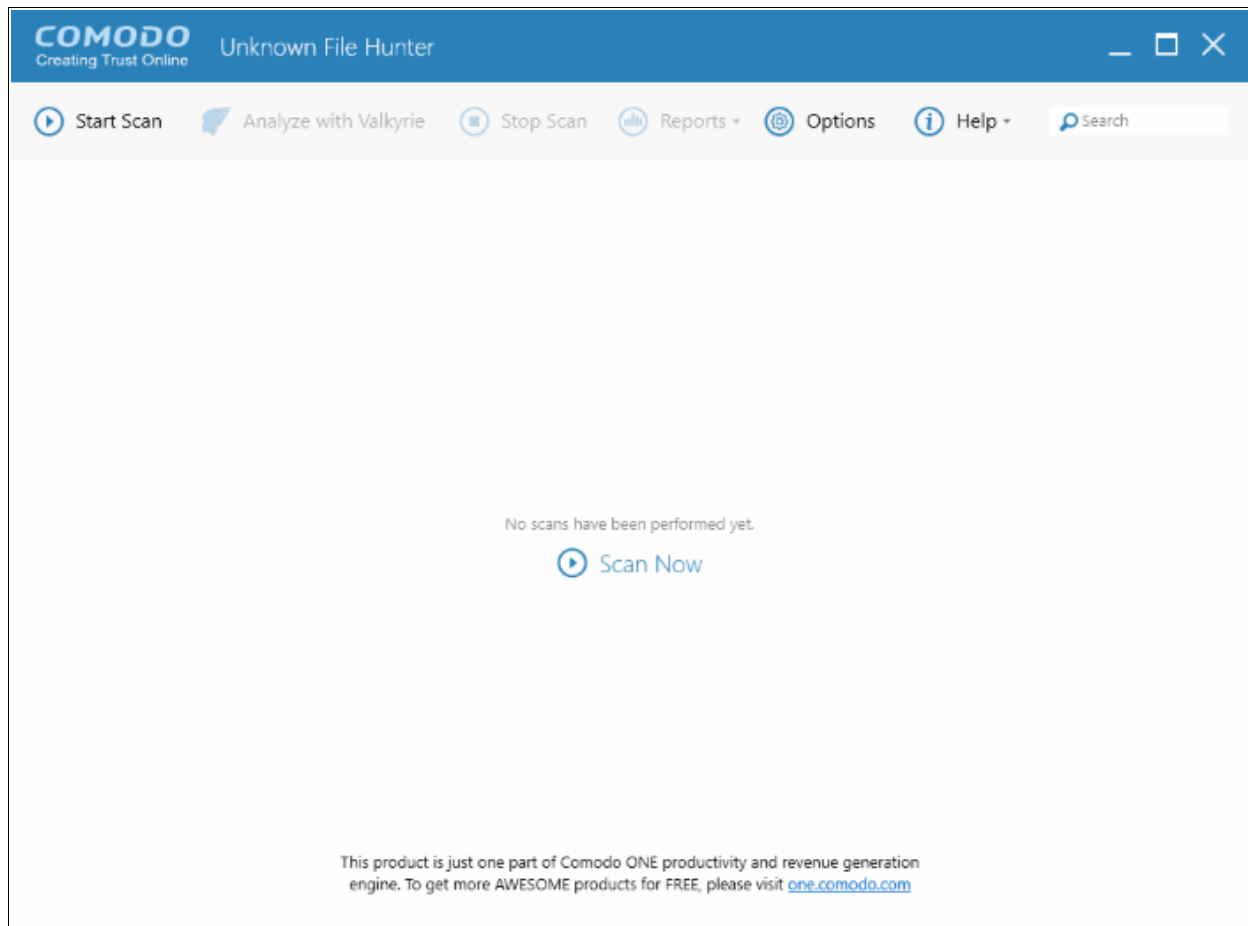 COMODO
Creating Trust Online
Unknown File Hunter
Start Scan
Analyze with Valkyrie
Stop Scan
Reports
Options
Help
Search
No scans have been performed yet.
Scan Now
This product is just one part of Comodo ONE productivity and revenue generation
engine. To get more AWESOME products for FREE, please visit one.comodo.com